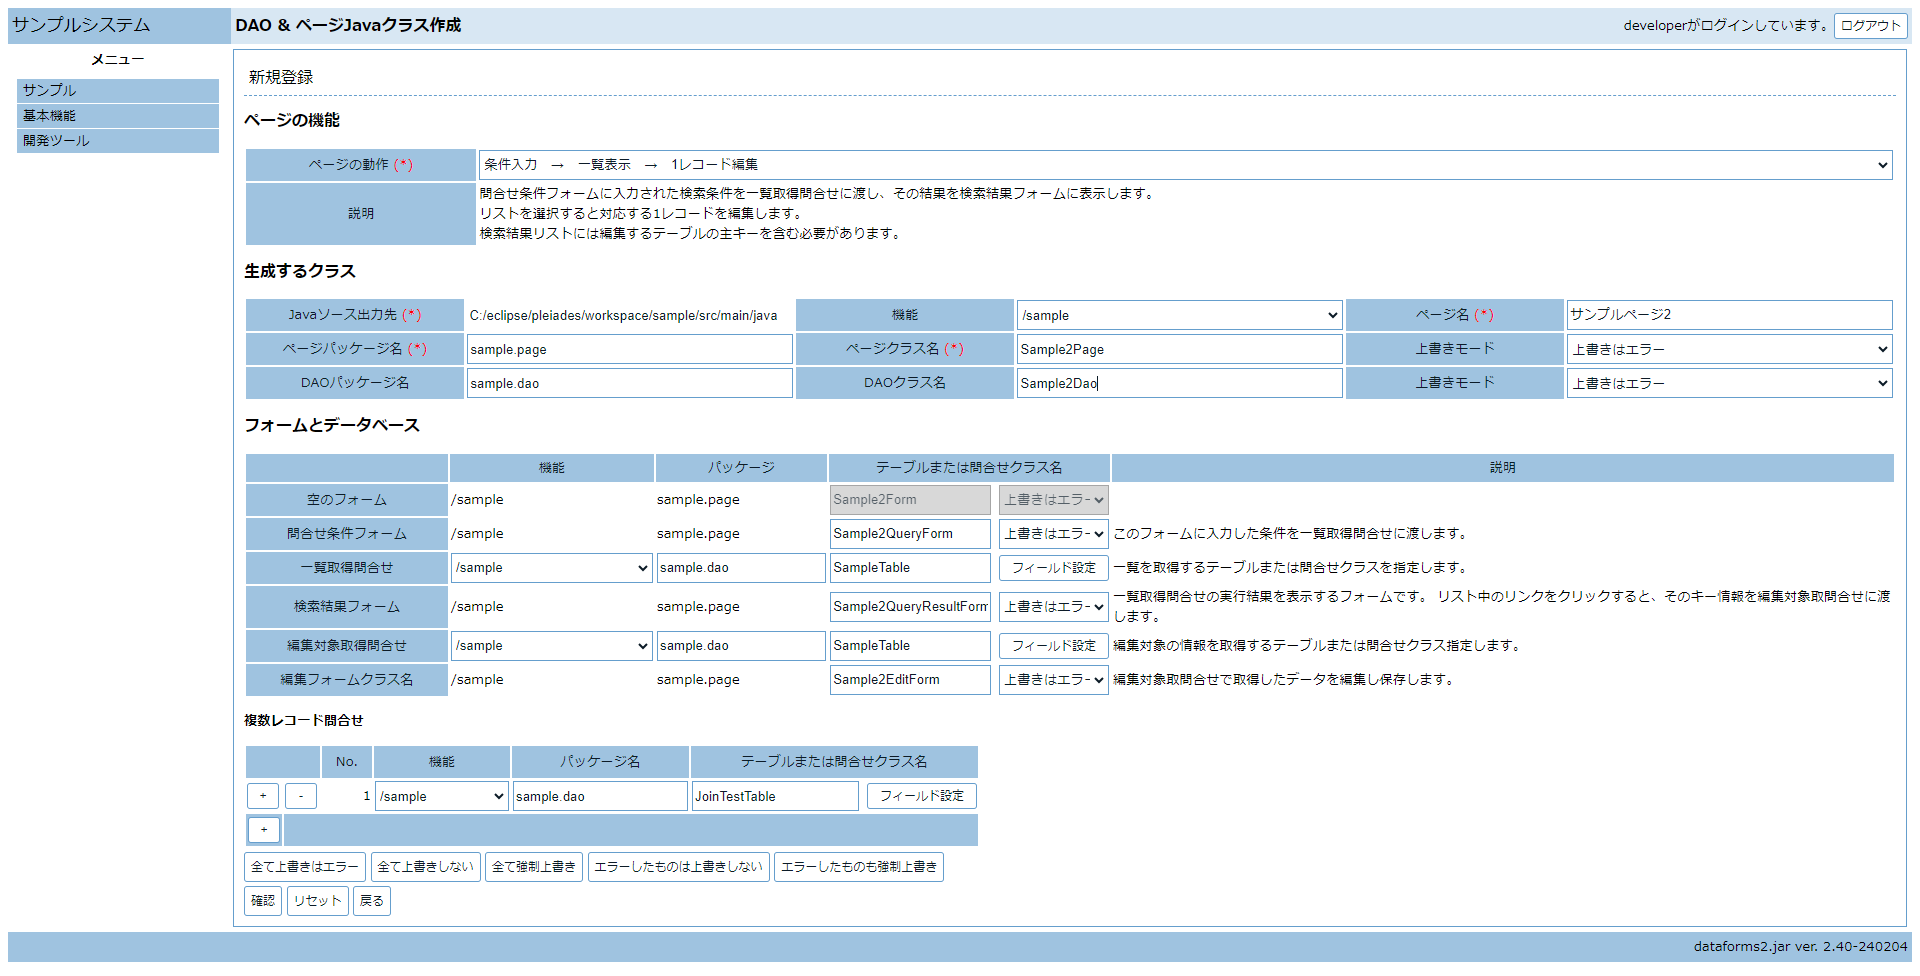 サンプルシステム
DAO & ページJavaクラス作成
developerがログインしています。 ログアウト
メニュー
サンプル
基本機能
開発ツール
新規登録
ページの機能
ページの動作 (*) 条件入力 → 一覧表示 → 1レコード編集
説明
問合せ条件フォームに入力された検索条件を一覧取得問合せに渡し、その結果を検索結果フォームに表示します。
リストを選択すると対応する1レコードを編集します。
検索結果リストには編集するテーブルの主キーを含む必要があります。
生成するクラス
Javaソース出力先 (*) C:/eclipse/pleiades/workspace/sample/src/main/java 機能 /sample ページ名 (*) サンプルページ2
ページパッケージ名 (*) sample.page ページクラス名 (*) Sample2Page 上書きモード 上書きはエラー
DAOパッケージ名 sample.dao DAOクラス名 Sample2Dao 上書きモード 上書きはエラー
フォームとデータベース
機能 パッケージ テーブルまたは問合せクラス名 説明
空のフォーム /sample sample.page Sample2Form 上書きはエラー
問合せ条件フォーム /sample sample.page Sample2QueryForm 上書きはエラー このフォームに入力した条件を一覧取得問合せに渡します。
一覧取得問合せ /sample sample.dao SampleTable フィールド設定 一覧を取得するテーブルまたは問合せクラスを指定します。
検索結果フォーム /sample sample.page Sample2QueryResultForm 上書きはエラー 一覧取得問合せの実行結果を表示するフォームです。 リスト中のリンクをクリックすると、そのキー情報を編集対象取問合せに渡
します。
編集対象取得問合せ /sample sample.dao SampleTable フィールド設定 編集対象の情報を取得するテーブルまたは問合せクラス指定します。
編集フォームクラス名 /sample sample.page Sample2EditForm 上書きはエラー 編集対象取問合せで取得したデータを編集し保存します。
複数レコード問合せ
No. 機能 パッケージ名 テーブルまたは問合せクラス名
+ - 1 /sample sample.dao JoinTestTable フィールド設定
+
全て上書きはエラー 全て上書きしない 全て強制上書き エラーしたものは上書きしない エラーしたものも強制上書き
確認 リセット 戻る
dataforms2.jar ver. 2.40-240204